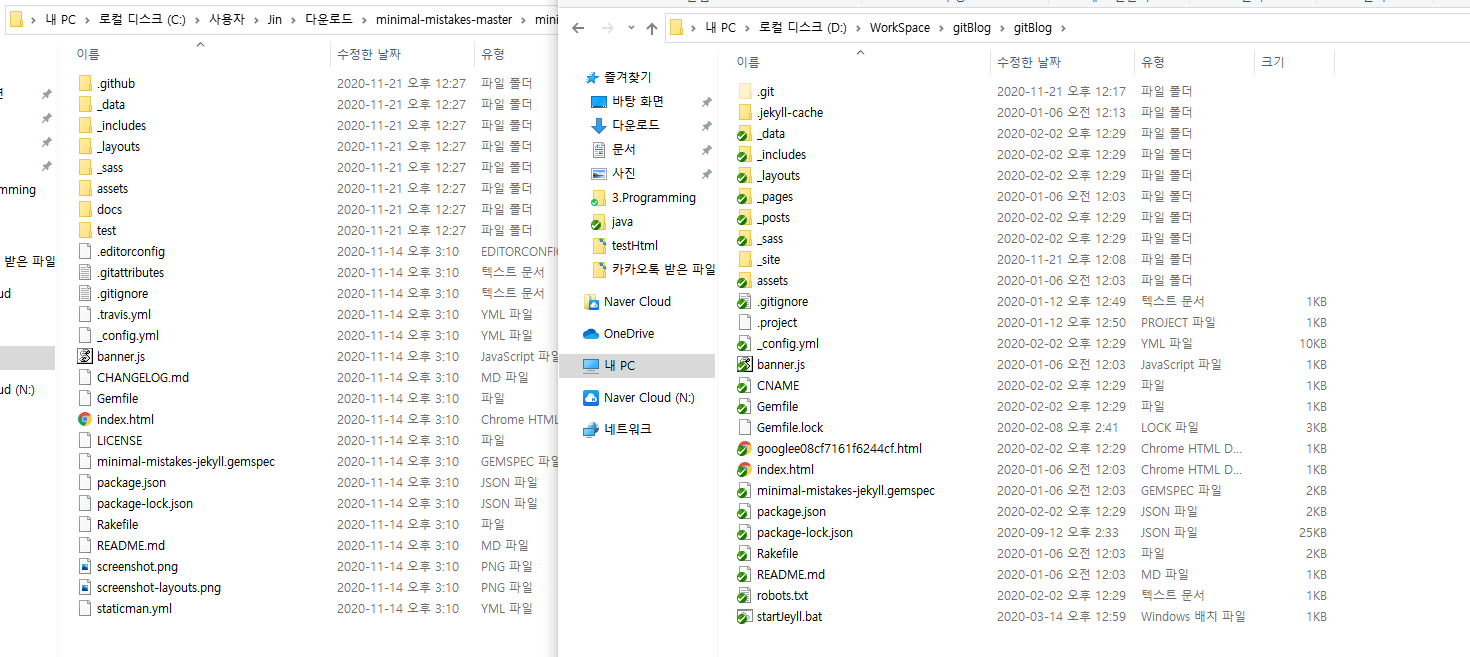 내 PC > 로컬 디스크 (C:) > 사용자 > Jin > 다운로드 > minimal-mistakes-master >
이름 수정한 날짜 유형
.github 2020-11-21 오후 12:27 파일 폴더
_data 2020-11-21 오후 12:27 파일 폴더
_includes 2020-11-21 오후 12:27 파일 폴더
_layouts 2020-11-21 오후 12:27 파일 폴더
_sass 2020-11-21 오후 12:27 파일 폴더
assets 2020-11-21 오후 12:27 파일 폴더
docs 2020-11-21 오후 12:27 파일 폴더
test 2020-11-21 오후 12:27 파일 폴더
.editorconfig 2020-11-14 오후 3:10 EDITORCONFIG
.gitattributes 2020-11-14 오후 3:10 텍스트 문서
.gitignore 2020-11-14 오후 3:10 텍스트 문서
.travis.yml 2020-11-14 오후 3:10 YML 파일
_config.yml 2020-11-14 오후 3:10 YML 파일
banner.js 2020-11-14 오후 3:10 JavaScript 파일
CHANGELOG.md 2020-11-14 오후 3:10 MD 파일
Gemfile 2020-11-14 오후 3:10 파일
index.html 2020-11-14 오후 3:10 Chrome HTML
LICENSE 2020-11-14 오후 3:10 파일
minimal-mistakes-jekyll.gemspec 2020-11-14 오후 3:10 GEMSPEC 파일
package.json 2020-11-14 오후 3:10 JSON 파일
package-lock.json 2020-11-14 오후 3:10 JSON 파일
Rakefile 2020-11-14 오후 3:10 파일
README.md 2020-11-14 오후 3:10 MD 파일
screenshot.png 2020-11-14 오후 3:10 PNG 파일
screenshot-layouts.png 2020-11-14 오후 3:10 PNG 파일
staticman.yml 2020-11-14 오후 3:10 YML 파일
받은 파일
(N:)
내 PC > 로컬 디스크 (D:) > WorkSpace > gitBlog > gitBlog >
즐겨찾기
바탕 화면
다운로드
문서
사진
3.Programming
java
testHtml
카카오톡 받은 파일
Naver Cloud
OneDrive
내 PC
Naver Cloud (N:)
네트워크
이름 수정한 날짜 유형 크기
.git 2020-11-21 오후 12:17 파일 폴더
.jekyll-cache 2020-01-06 오전 12:13 파일 폴더
_data 2020-02-02 오후 12:29 파일 폴더
_includes 2020-02-02 오후 12:29 파일 폴더
_layouts 2020-02-02 오후 12:29 파일 폴더
_pages 2020-01-06 오전 12:03 파일 폴더
_posts 2020-02-02 오후 12:29 파일 폴더
_sass 2020-02-02 오후 12:29 파일 폴더
_site 2020-11-21 오후 12:08 파일 폴더
assets 2020-01-06 오전 12:03 파일 폴더
.gitignore 2020-01-12 오후 12:49 텍스트 문서 1KB
.project 2020-01-12 오후 12:50 PROJECT 파일 1KB
_config.yml 2020-02-02 오후 12:29 YML 파일 10KB
banner.js 2020-02-02 오후 12:29 JavaScript 파일 1KB
CNAME 2020-02-02 오후 12:29 파일 1KB
Gemfile 2020-02-02 오후 12:29 파일 1KB
Gemfile.lock 2020-02-08 오후 2:41 LOCK 파일 3KB
googlee08cf7161f6244cf.html 2020-02-02 오후 12:29 Chrome HTML D... 1KB
index.html 2020-01-06 오전 12:03 Chrome HTML D... 1KB
minimal-mistakes-jekyll.gemspec 2020-01-06 오전 12:03 GEMSPEC 파일 2KB
package.json 2020-02-02 오후 12:29 JSON 파일 2KB
package-lock.json 2020-09-12 오후 2:33 JSON 파일 25KB
Rakefile 2020-01-06 오전 12:03 파일 2KB
README.md 2020-01-06 오전 12:03 MD 파일 1KB
robots.txt 2020-02-02 오후 12:29 텍스트 문서 1KB
startJeyll.bat 2020-03-14 오후 12:59 Windows 배치 파일 1KB